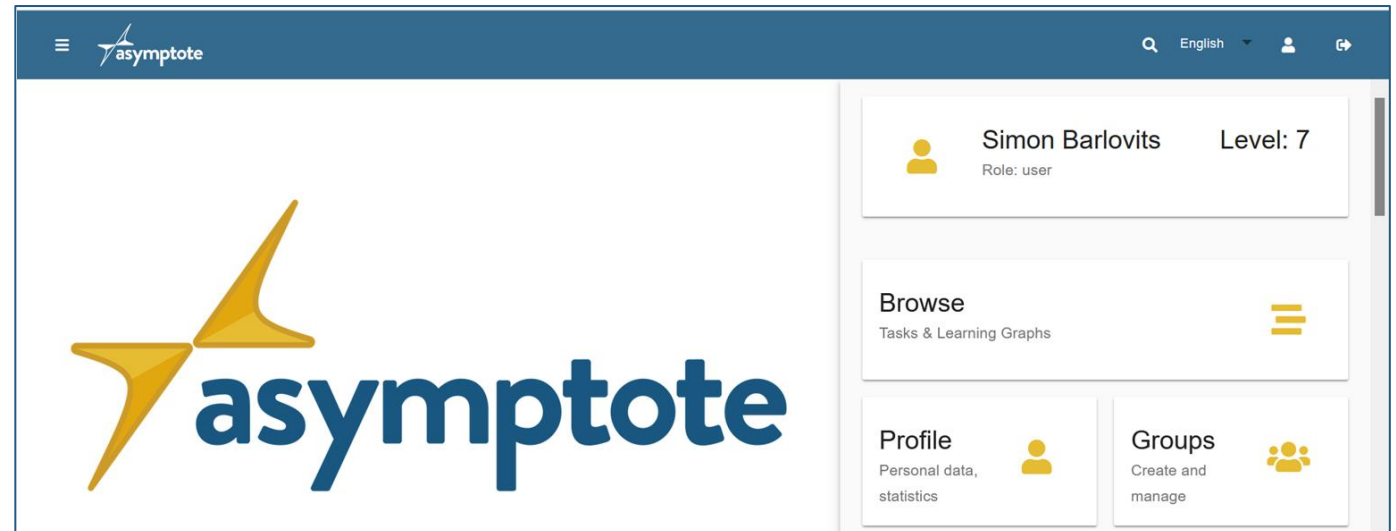 asymptote
English
Simon Barlovits
Level: 7
Role: user
Browse
Tasks & Learning Graphs
asymptote
Profile
Personal data,
statistics
Groups
Create and
manage